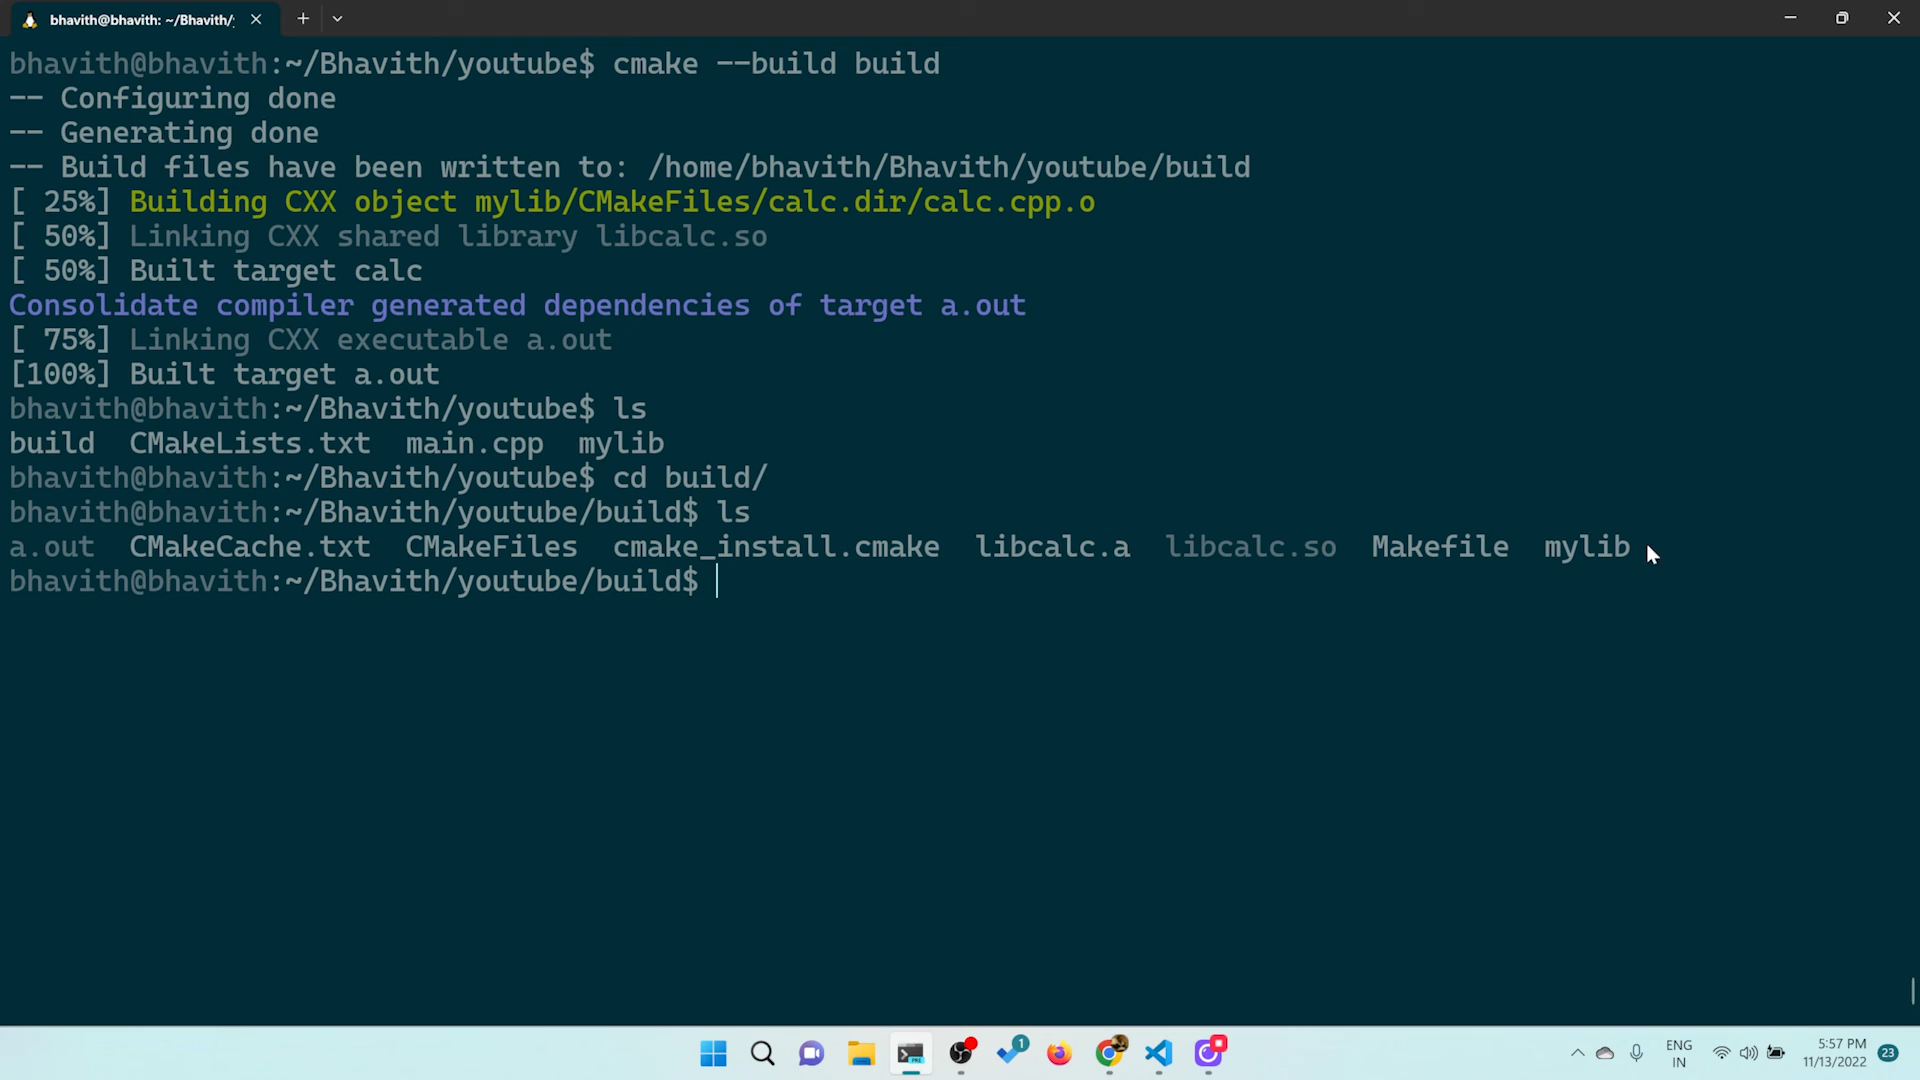 bhavith@bhavith: ~/Bhavith/
bhavith@bhavith:~/Bhavith/youtube$ cmake --build build
-- Configuring done
-- Generating done
-- Build files have been written to: /home/bhavith/Bhavith/youtube/build
[ 25%] Building CXX object mylib/CMakeFiles/calc.dir/calc.cpp.o
[ 50%] Linking CXX shared library libcalc.so
[ 50%] Built target calc
Consolidate compiler generated dependencies of target a.out
[ 75%] Linking CXX executable a.out
[100%] Built target a.out
bhavith@bhavith:~/Bhavith/youtube$ ls
build  CMakeLists.txt  main.cpp  mylib
bhavith@bhavith:~/Bhavith/youtube$ cd build/
bhavith@bhavith:~/Bhavith/youtube/build$ ls
a.out  CMakeCache.txt  CMakeFiles  cmake_install.cmake  libcalc.a  libcalc.so  Makefile  mylib
bhavith@bhavith:~/Bhavith/youtube/build$
PRE
1
ENG
IN
5:57 PM
11/13/2022
23